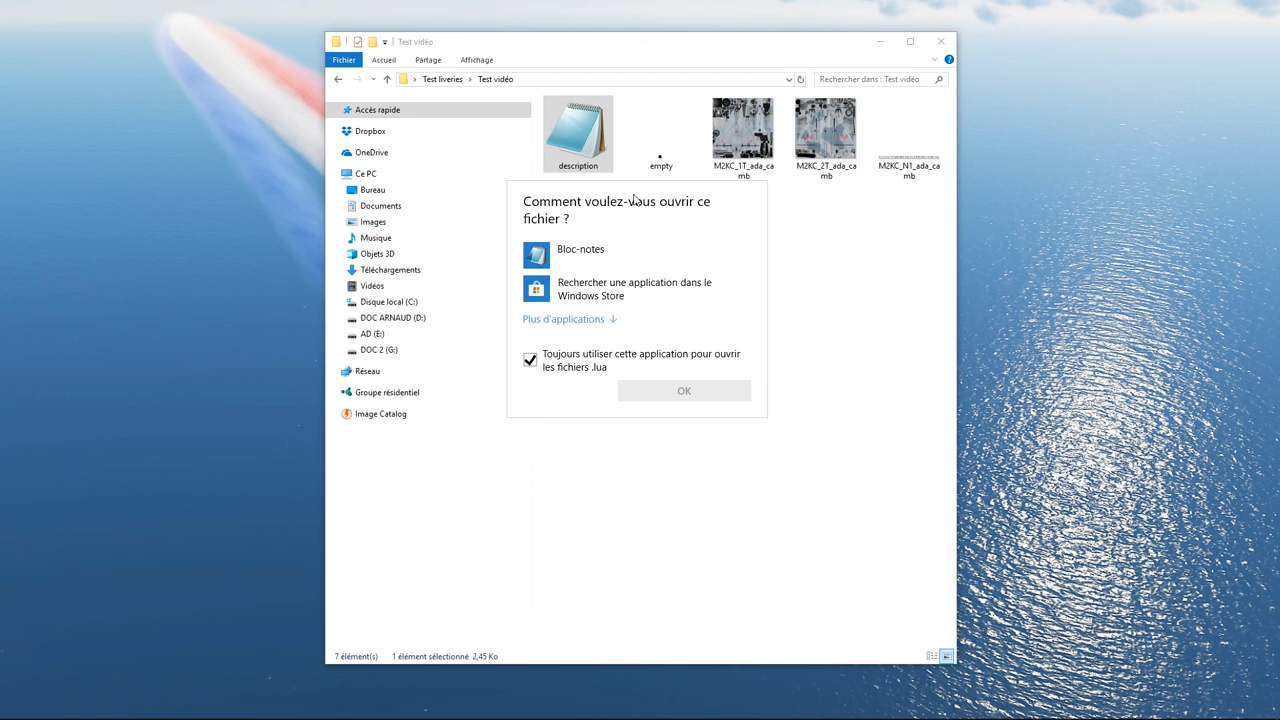 Test vidéo
Fichier
Accueil
Partage
Affichage
Test liveries
Test vidéo
Rechercher dans : Test vidéo
Accès rapide
Dropbox
OneDrive
Ce PC
Bureau
Documents
Images
Musique
Objets 3D
Téléchargements
Vidéos
Disque local (C:)
DOC ARNAUD (D:)
AD (E:)
DOC 2 (G:)
Réseau
Groupe résidentiel
Image Catalog
description
empty
M2KC_1T_ada_ca
mb
M2KC_2T_ada_ca
mb
M2KC_N1_ada_ca
mb
Comment voulez-vous ouvrir ce
fichier ?
Bloc-notes
Rechercher une application dans le
Windows Store
Plus d'applications
Toujours utiliser cette application pour ouvrir
les fichiers .lua
OK
7 élément(s)
1 élément sélectionné 2,45 Ko